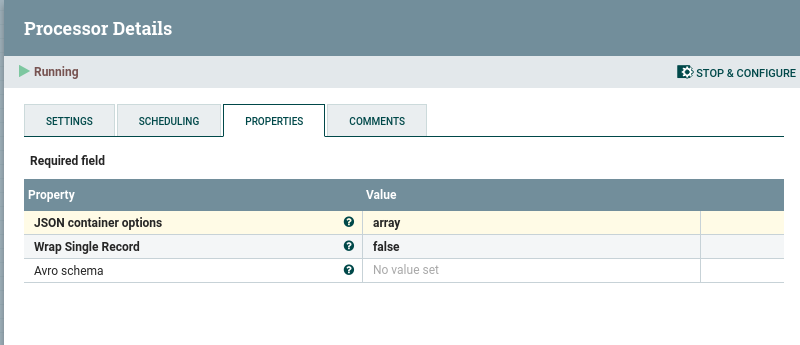 Processor Details
Running
STOP & CONFIGURE
SETTINGS SCHEDULING PROPERTIES COMMENTS
Required field
Property Value
JSON container options ? array
Wrap Single Record ? false
Avro schema ? No value set